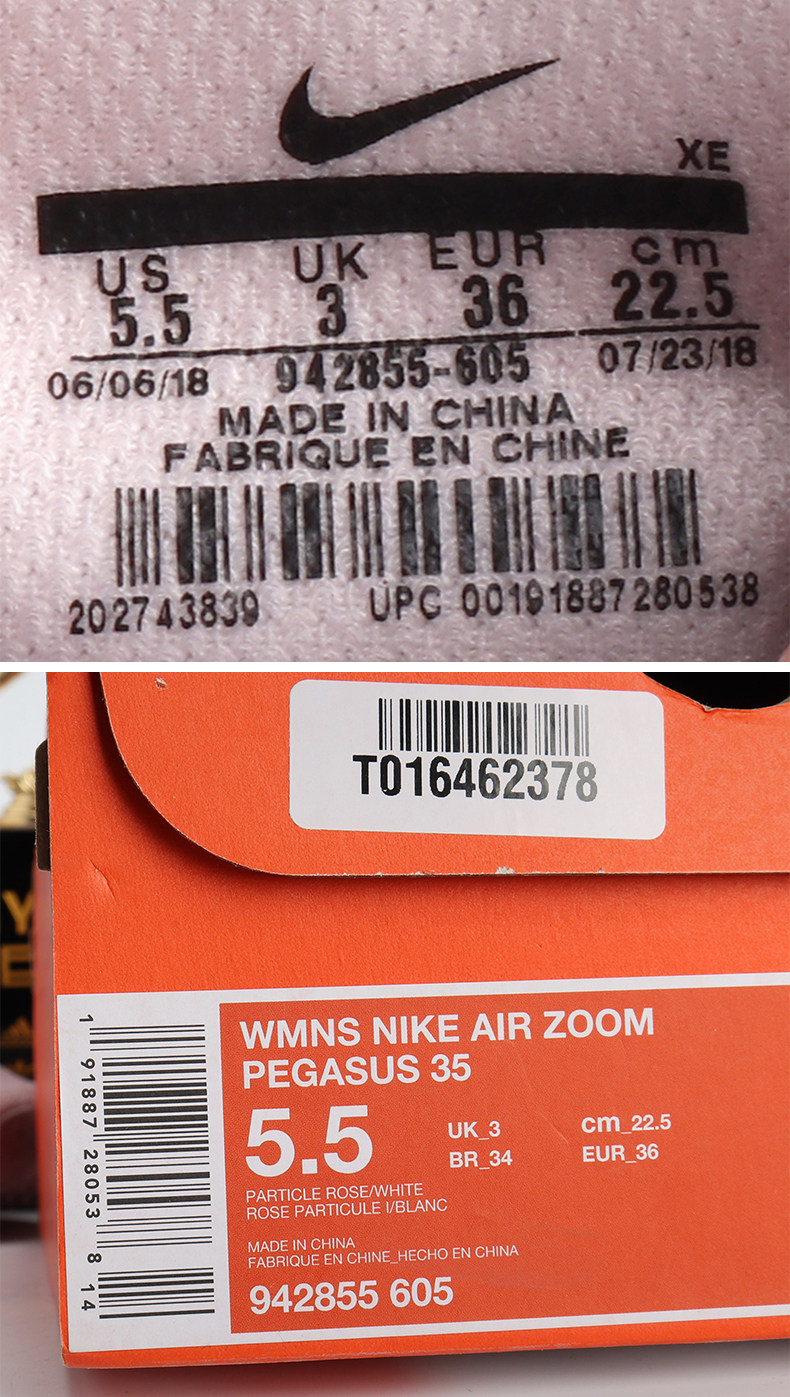 XE
US UK EUR cm
5.5 3 36 22.5
06/06/18 942855-605 07/23/18
MADE IN CHINA
FABRIQUE EN CHINE
202743839 UPC 00191887280538
T016462378
WMNS NIKE AIR ZOOM
PEGASUS 35
5.5
UK_3 cm_22.5
BR_34 EUR_36
PARTICLE ROSE/WHITE
ROSE PARTICULE I/BLANC
MADE IN CHINA
FABRIQUE EN CHINE_HECHO EN CHINA
942855 605
1 91887 28053 8 14